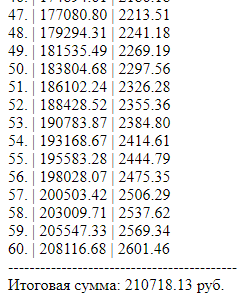 47. | 177080.80 | 2213.51
48. | 179294.31 | 2241.18
49. | 181535.49 | 2269.19
50. | 183804.68 | 2297.56
51. | 186102.24 | 2326.28
52. | 188428.52 | 2355.36
53. | 190783.87 | 2384.80
54. | 193168.67 | 2414.61
55. | 195583.28 | 2444.79
56. | 198028.07 | 2475.35
57. | 200503.42 | 2506.29
58. | 203009.71 | 2537.62
59. | 205547.33 | 2569.34
60. | 208116.68 | 2601.46
--------------------------------------------
Итоговая сумма: 210718.13 руб.